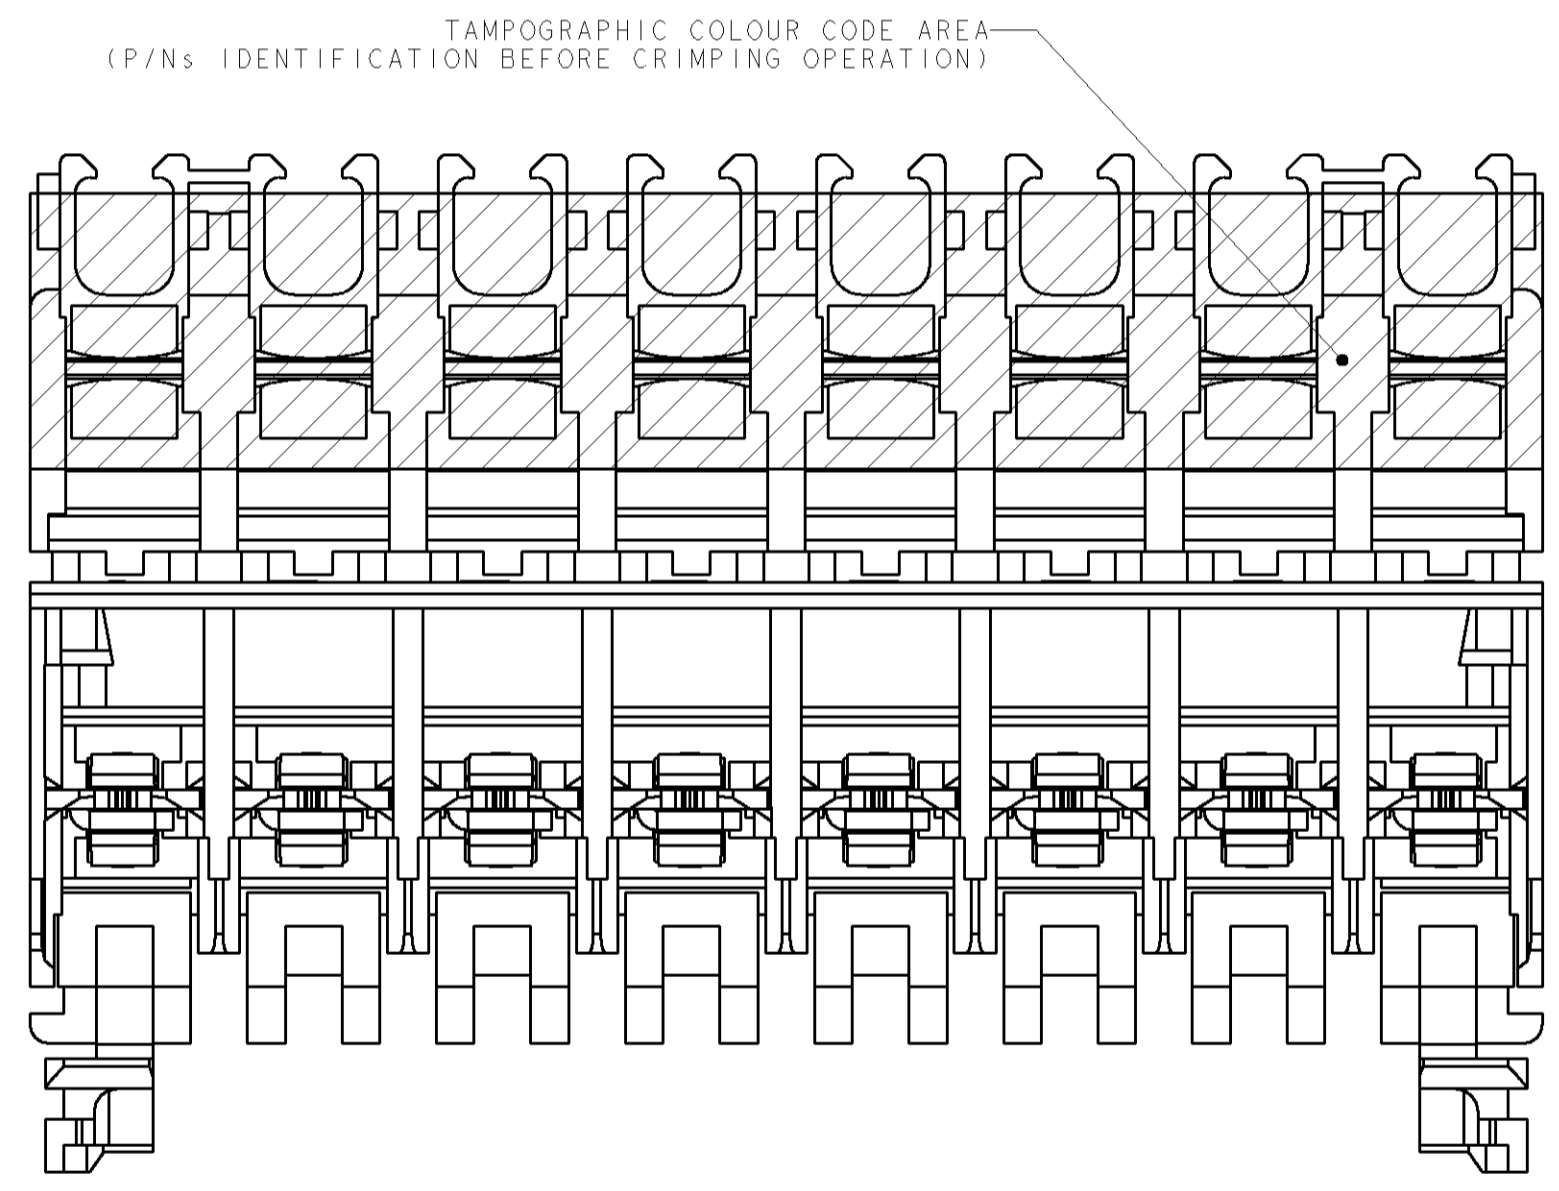 TAMPOGRAPHIC COLOUR CODE AREA
(P/Ns IDENTIFICATION BEFORE CRIMPING OPERATION)